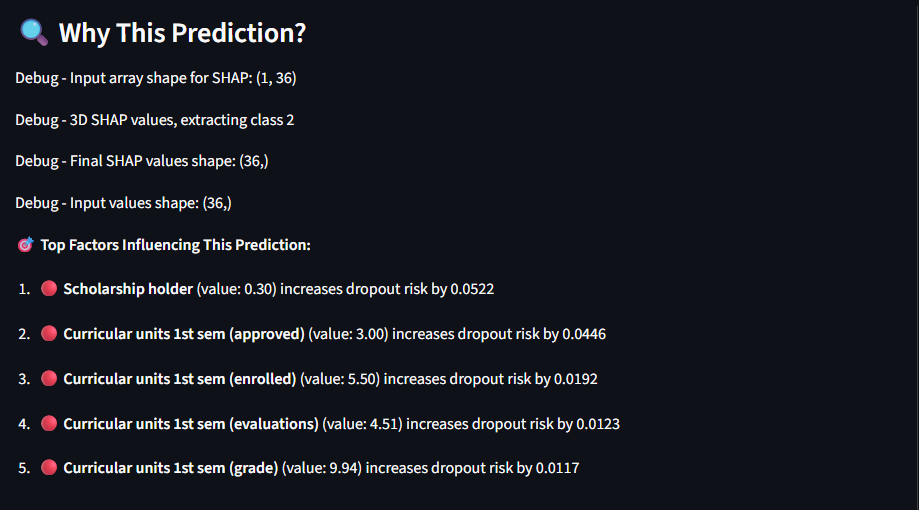 Why This Prediction?
Debug - Input array shape for SHAP: (1, 36)
Debug - 3D SHAP values, extracting class 2
Debug - Final SHAP values shape: (36,)
Debug - Input values shape: (36,)
Top Factors Influencing This Prediction:
1. Scholarship holder (value: 0.30) increases dropout risk by 0.0522
2. Curricular units 1st sem (approved) (value: 3.00) increases dropout risk by 0.0446
3. Curricular units 1st sem (enrolled) (value: 5.50) increases dropout risk by 0.0192
4. Curricular units 1st sem (evaluations) (value: 4.51) increases dropout risk by 0.0123
5. Curricular units 1st sem (grade) (value: 9.94) increases dropout risk by 0.0117